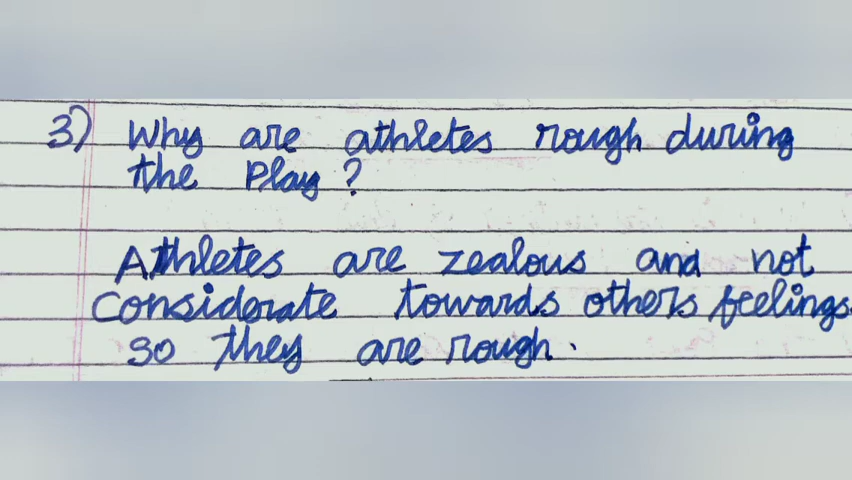 3) Why are athletes rough during
the Play?
Athletes are zealous and not
Considerate towards others feelings.
so they are rough.